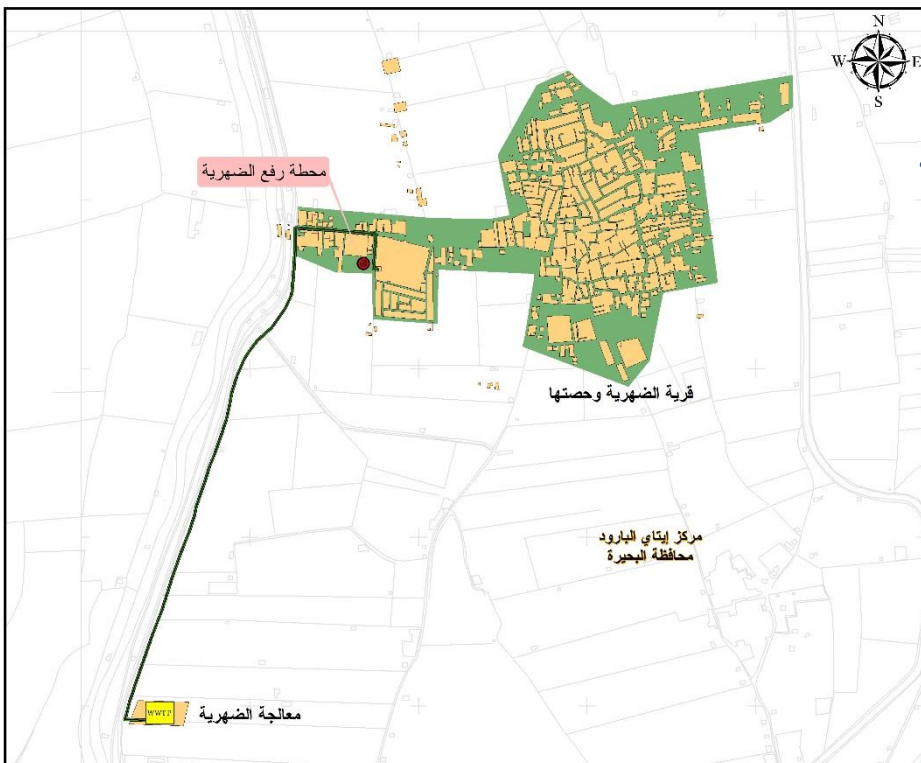 N
W
E
S
محطة رفع الضهرية
قرية الضهرية وحصتها
مركز إيتاي البارود
محافظة البحيرة
WWTP
معالجة الضهرية